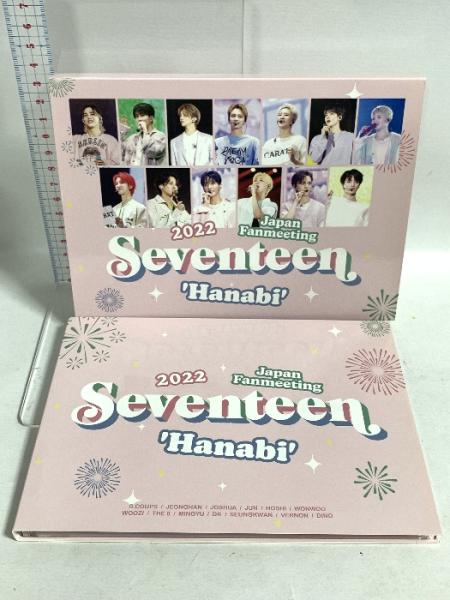 CARAT
2022
Japan
Fanmeeting
Seventeen
'Hanabi'
2022
Japan
Fanmeeting
Seventeen
'Hanabi'
S.COUPS / JEONGHAN / JOSHUA / JUN / HOSHI / WONWOO
WOOZI / THE 8 / MINGYU / DK / SEUNGKWAN / VERNON / DINO